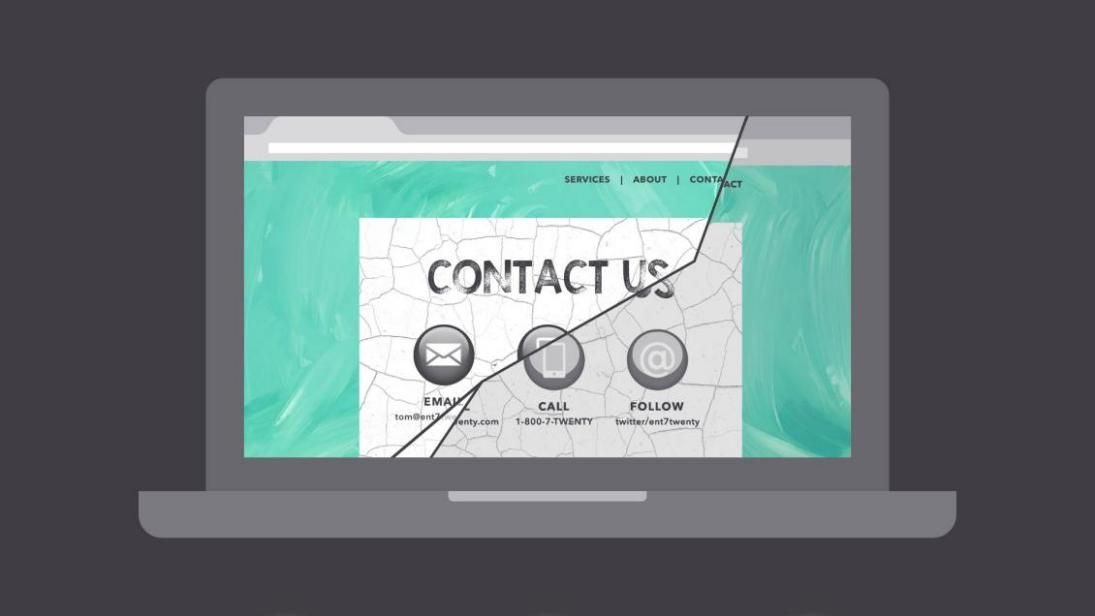 SERVICES | ABOUT | CONTACT
CONTACT US
EMAIL CALL FOLLOW
1-800-7-TWENTY twitter/ent7twenty